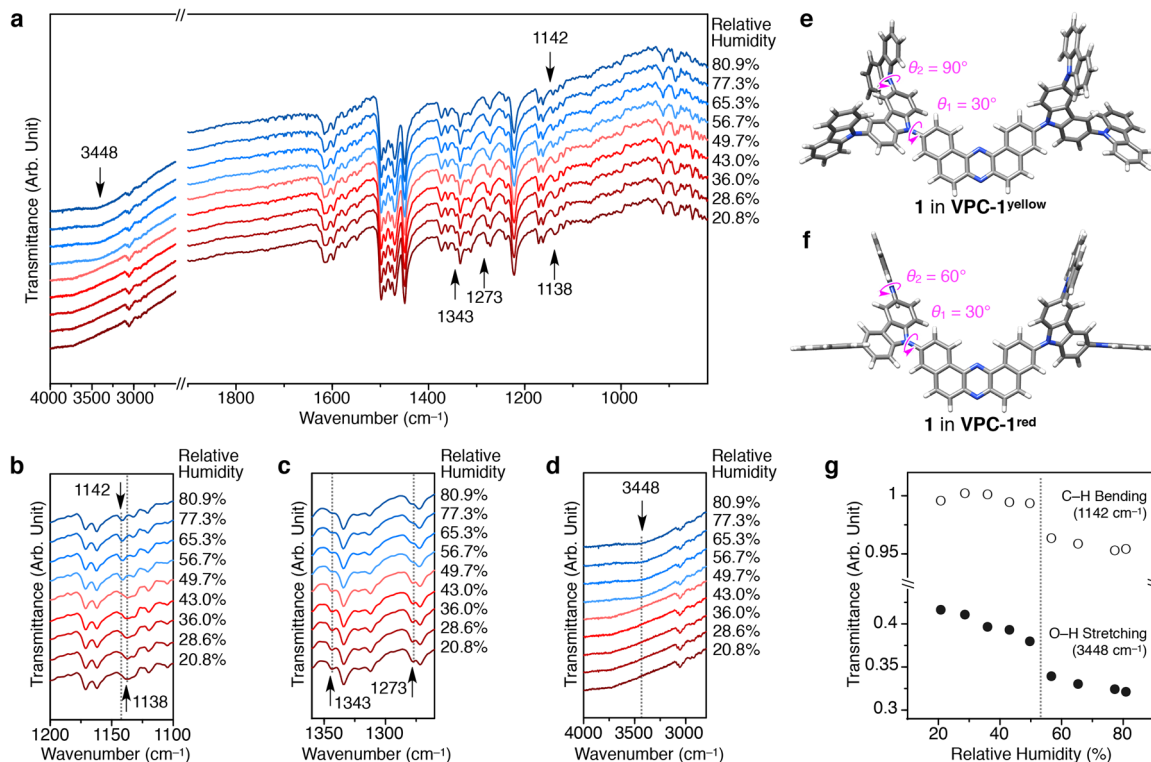 a
//
Relative
Humidity
80.9%
77.3%
65.3%
56.7%
49.7%
43.0%
36.0%
28.6%
20.8%
1142
3448
1343
1273
1138
Transmittance (Arb. Unit)
4000 3500 3000 // 1800 1600 1400 1200 1000
Wavenumber (cm⁻¹)
e
θ₂ = 90°
θ₁ = 30°
1 in VPC-1ʸᵉˡˡᵒʷ
f
θ₂ = 60°
θ₁ = 30°
1 in VPC-1ʳᵉᵈ
b
Relative
Humidity
1142
80.9%
77.3%
65.3%
56.7%
49.7%
43.0%
36.0%
28.6%
20.8%
1138
Transmittance (Arb. Unit)
1200 1150 1100
Wavenumber (cm⁻¹)
c
Relative
Humidity
80.9%
77.3%
65.3%
56.7%
49.7%
43.0%
36.0%
28.6%
20.8%
1273
1343
Transmittance (Arb. Unit)
1350 1300
Wavenumber (cm⁻¹)
d
Relative
Humidity
3448
80.9%
77.3%
65.3%
56.7%
49.7%
43.0%
36.0%
28.6%
20.8%
Transmittance (Arb. Unit)
4000 3500 3000
Wavenumber (cm⁻¹)
g
1
C–H Bending
(1142 cm⁻¹)
0.95
//
//
0.4
O–H Stretching
(3448 cm⁻¹)
0.35
0.3
Transmittance (Arb. Unit)
20 40 60 80
Relative Humidity (%)